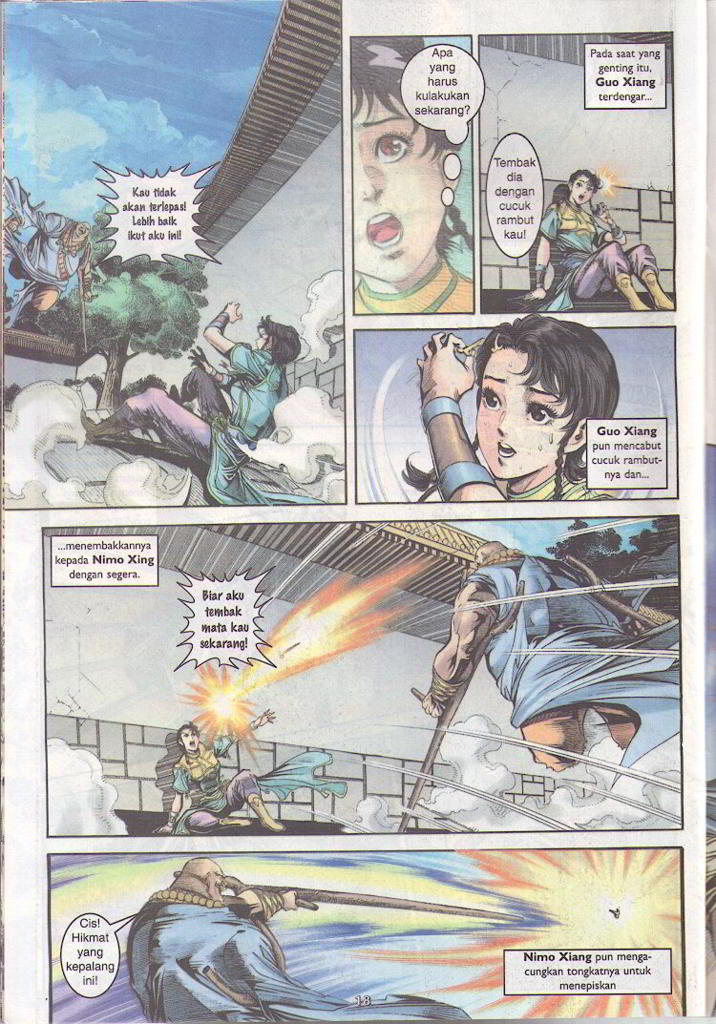 Kau tidak
akan terlepas!
Lebih baik
ikut aku ini!
Apa
yang
harus
kulakukan
sekarang?
Pada saat yang
genting itu,
Guo Xiang
terdengar...
Tembak
dia
dengan
cucuk
rambut
kau!
Guo Xiang
pun mencabut
cucuk rambut-
nya dan...
...menembakkannya
kepada Nimo Xing
dengan segera.
Biar aku
tembak
mata kau
sekarang!
Cis!
Hikmat
yang
kepalang
ini!
Nimo Xiang pun menga-
cungkan tongkatnya untuk
menepiskan
18